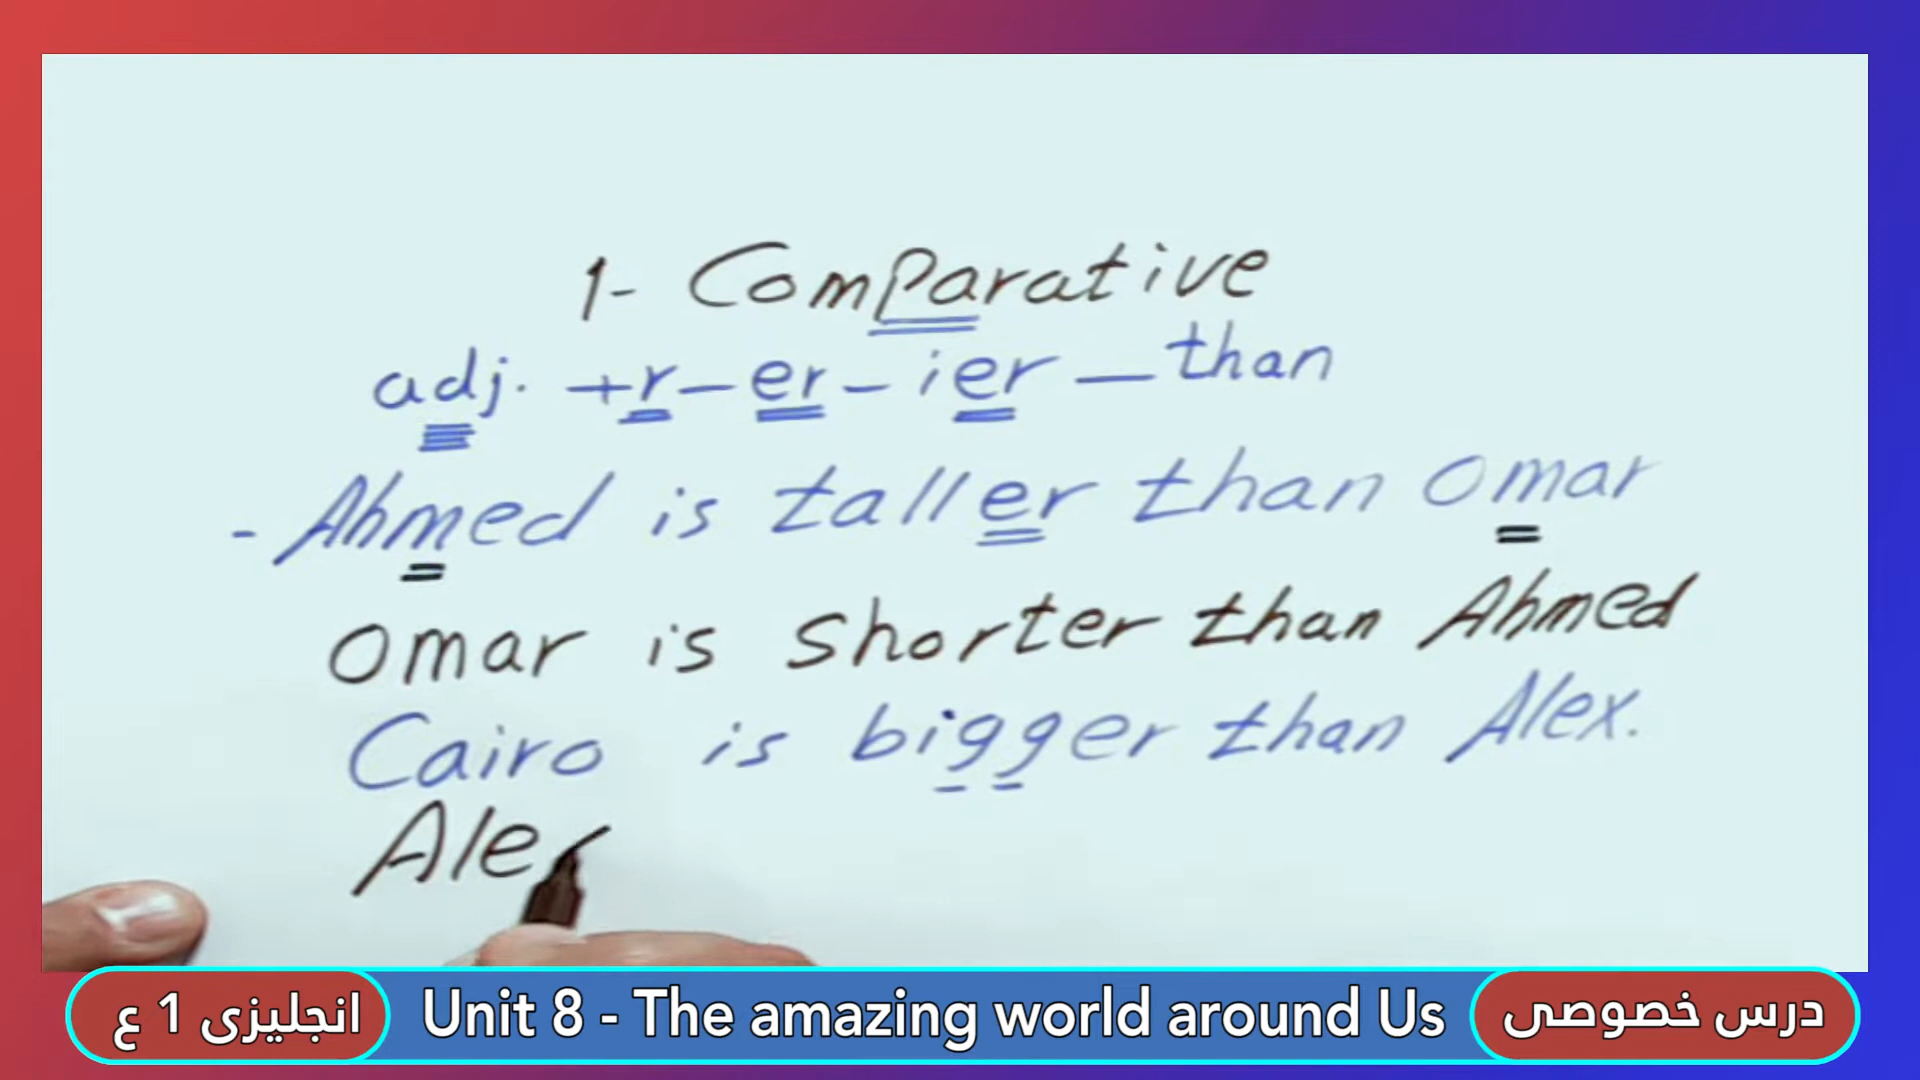 1- Comparative
adj. +r – er – ier – than
- Ahmed is taller than Omar
Omar is shorter than Ahmed
Cairo is bigger than Alex.
Ale
انجليزى 1 ع
Unit 8 - The amazing world around Us
درس خصوصى